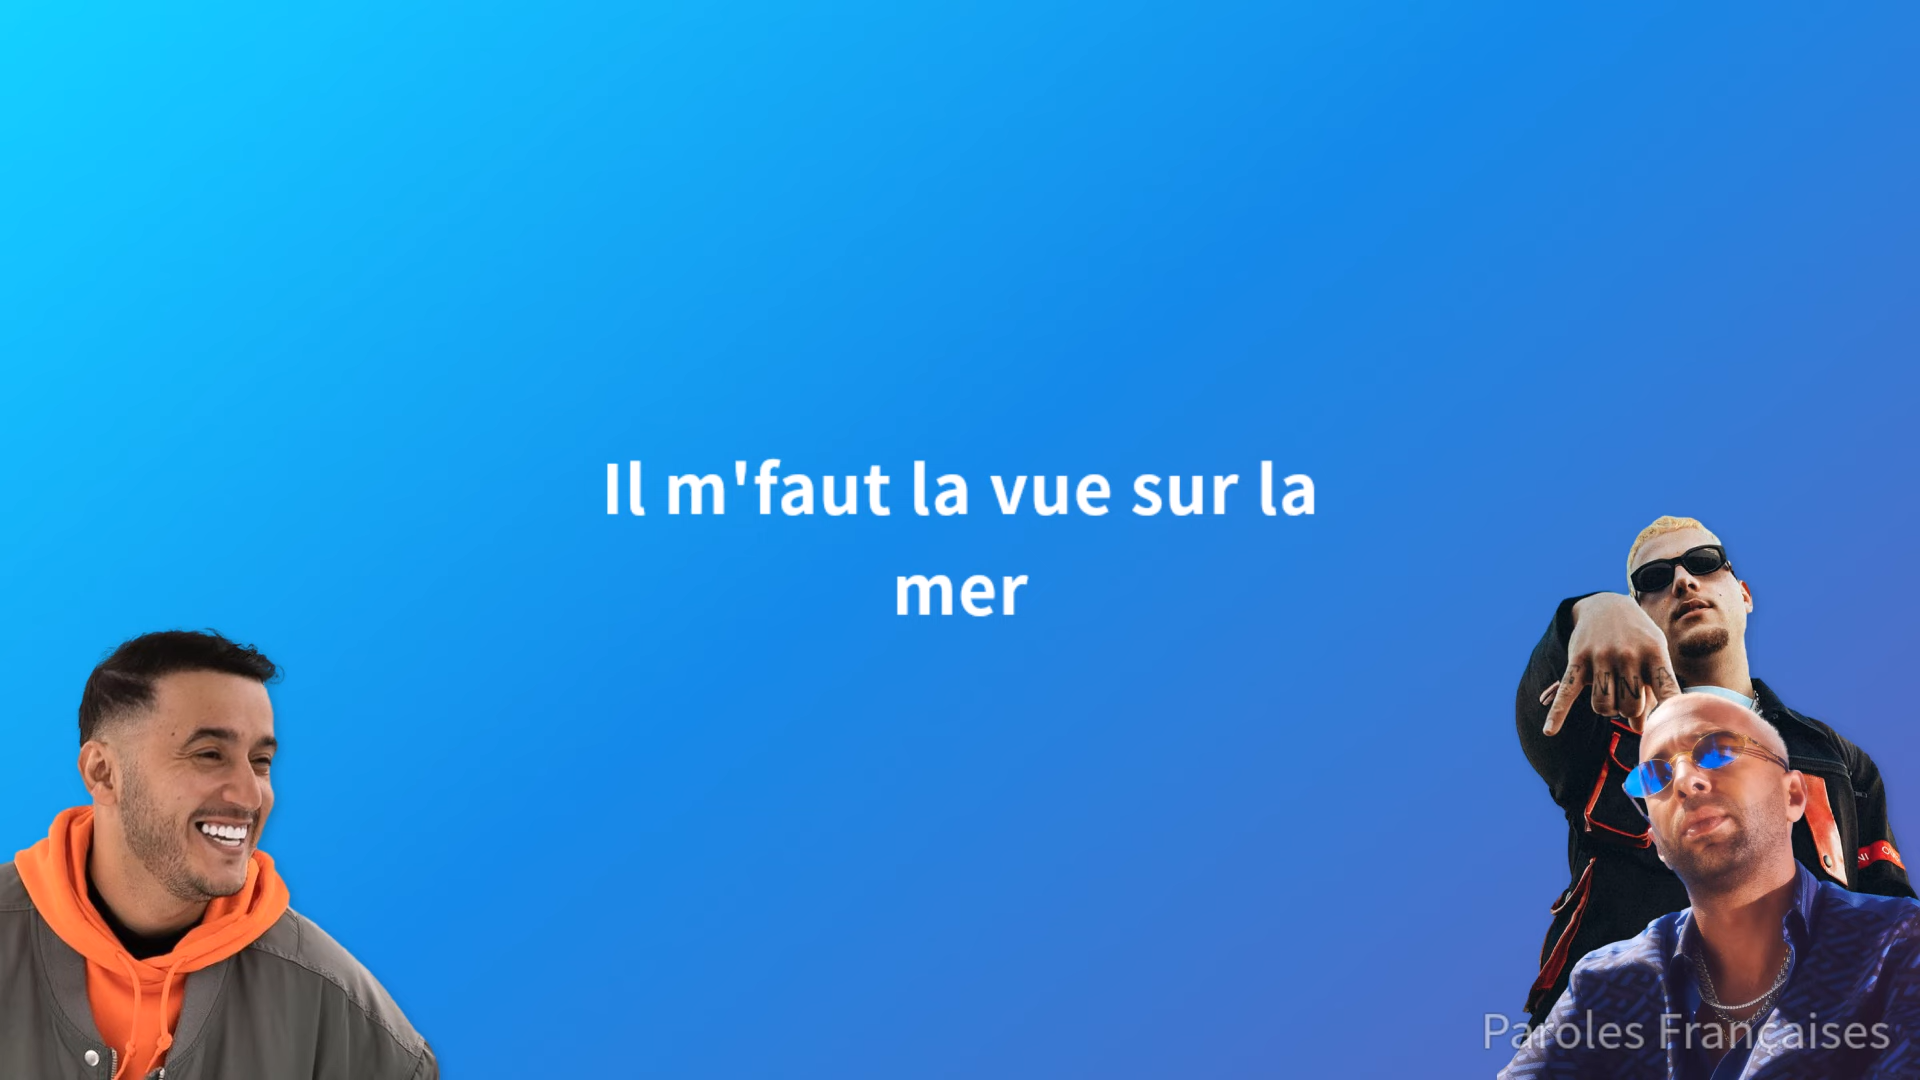 Il m'faut la vue sur la
mer
Paroles Françaises